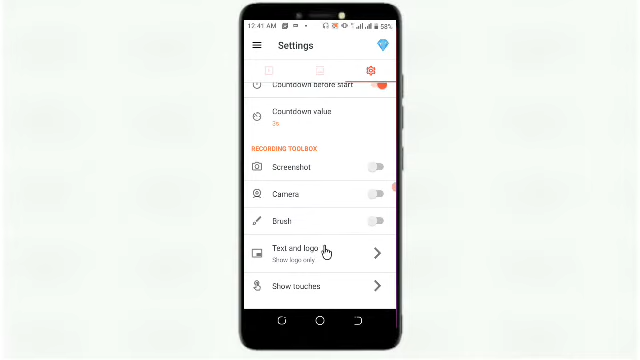 12:41 AM 58%
Settings
Countdown before start
Countdown value
3s
RECORDING TOOLBOX
Screenshot
Camera
Brush
Text and logo
Show logo only
Show touches